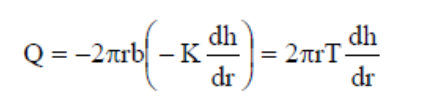 Q = −2πrb(−K dh/dr) = 2πrT dh/dr